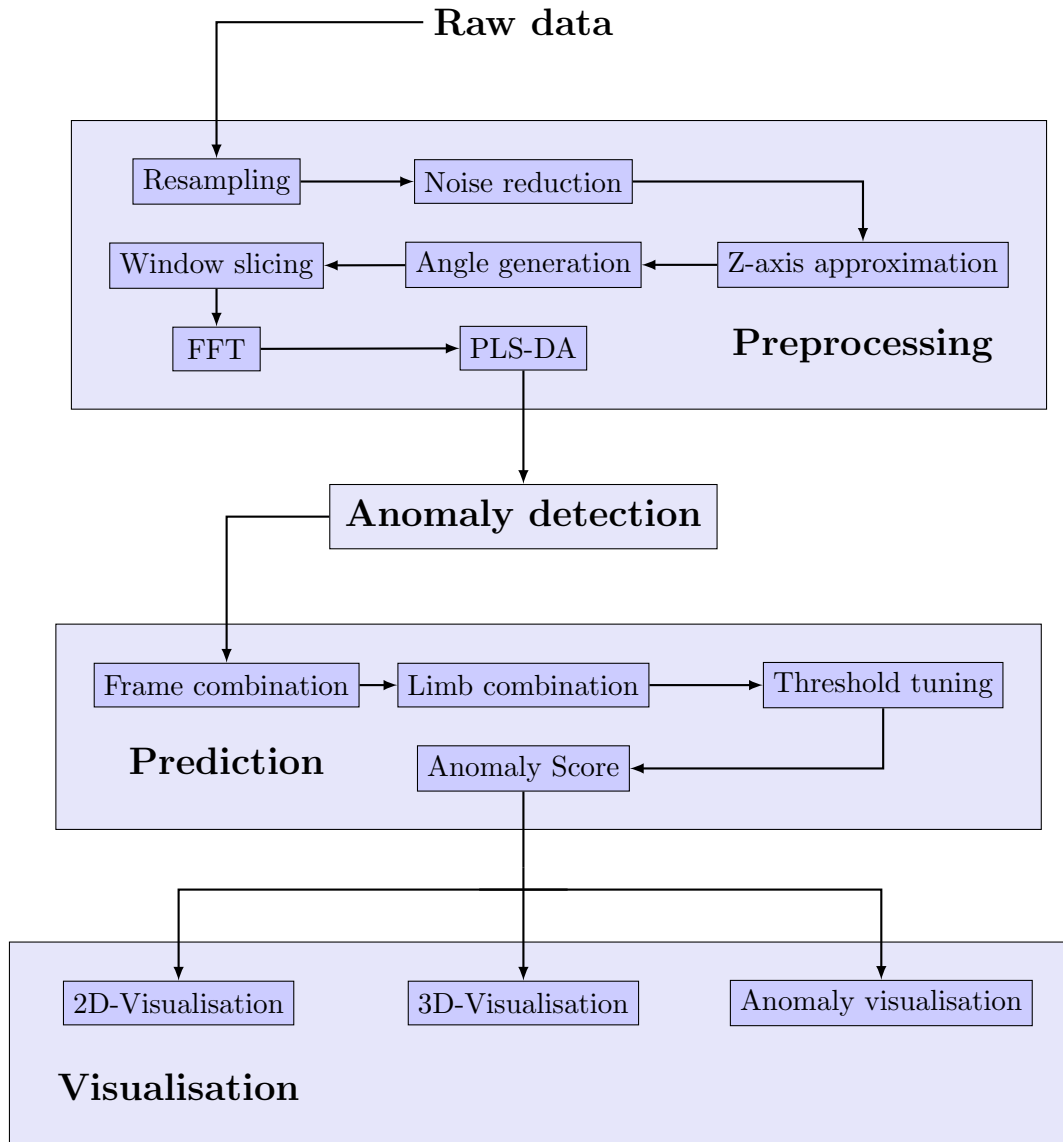 Raw data
Resampling
Noise reduction
Window slicing
Angle generation
Z-axis approximation
FFT
PLS-DA
Preprocessing
Anomaly detection
Frame combination
Limb combination
Threshold tuning
Prediction
Anomaly Score
2D-Visualisation
3D-Visualisation
Anomaly visualisation
Visualisation